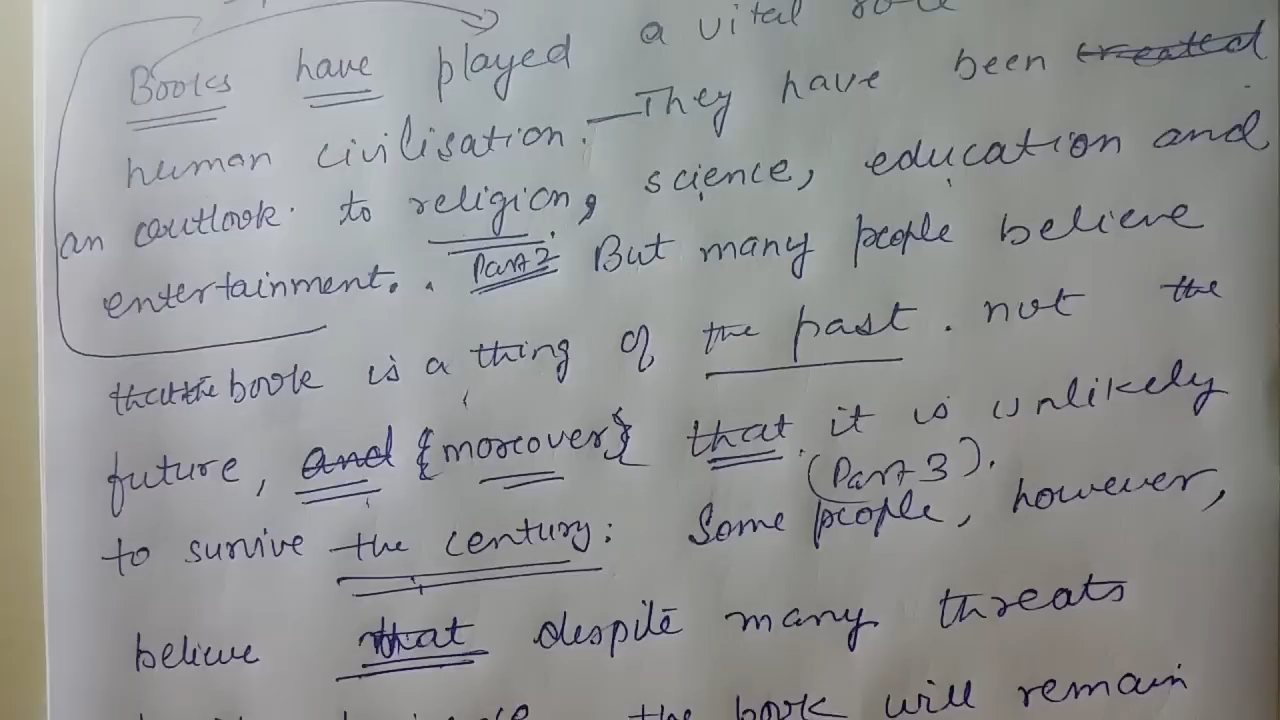 Books have played a vital role
human civilisation. They have been created
an outlook to religion, science, education and
entertainment. Part 2 But many people believe
that the book is a thing of the past. not the
future, and {moreover} that it is unlikely
(Part 3).
to survive the century: Some people, however,
believe that despite many threats
the book will remain